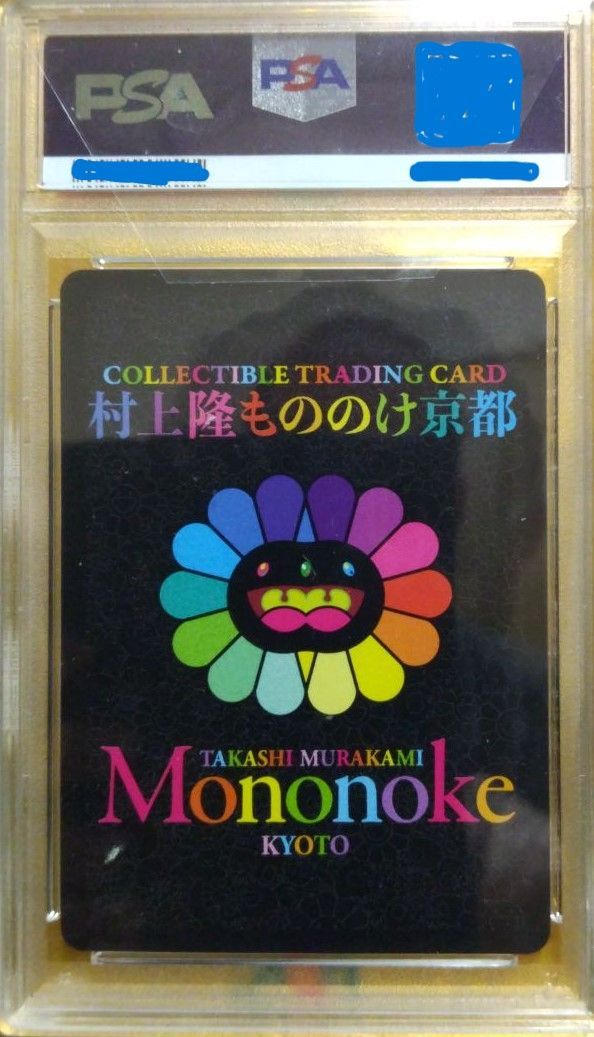 PSA
PSA
COLLECTIBLE TRADING CARD
村上隆もののけ京都
TAKASHI MURAKAMI
Mononoke
KYOTO